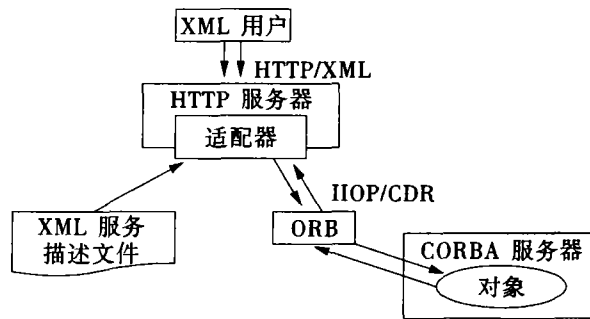 XML 用户
HTTP/XML
HTTP 服务器
适配器
IIOP/CDR
XML 服务
描述文件
ORB
CORBA 服务器
对象